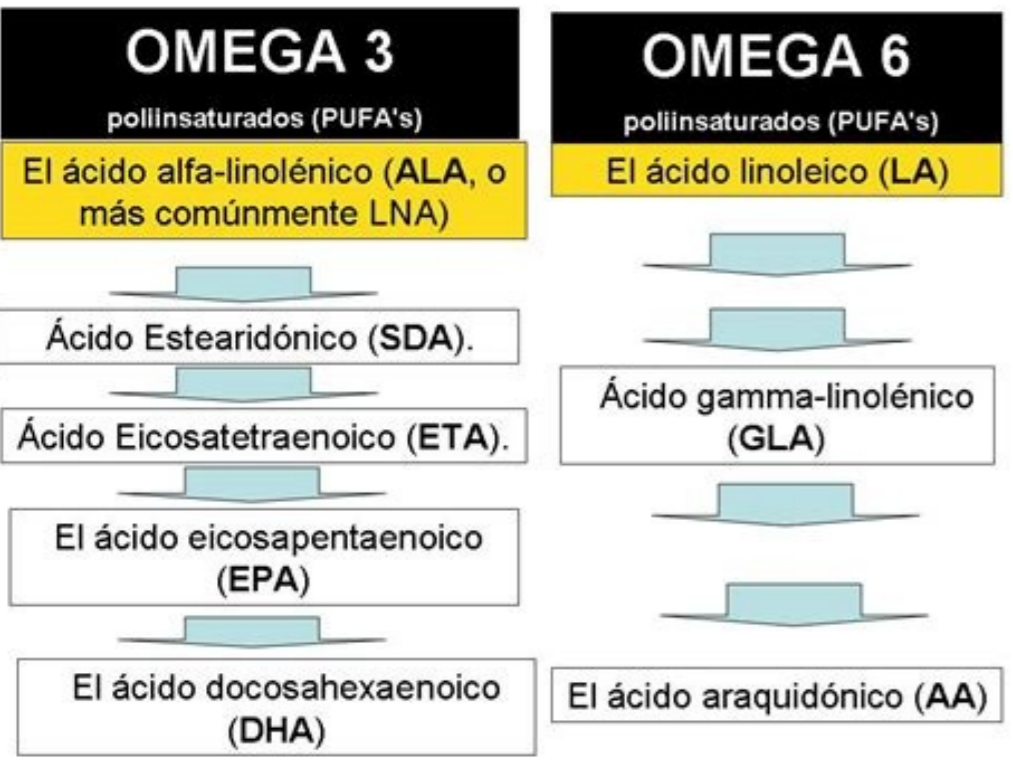 OMEGA 3
poliinsaturados (PUFA's)
El ácido alfa-linolénico (ALA, o
más comúnmente LNA)
Ácido Estearidónico (SDA).
Ácido Eicosatetraenoico (ETA).
El ácido eicosapentaenoico
(EPA)
El ácido docosahexaenoico
(DHA)
OMEGA 6
poliinsaturados (PUFA's)
El ácido linoleico (LA)
Ácido gamma-linolénico
(GLA)
El ácido araquidónico (AA)